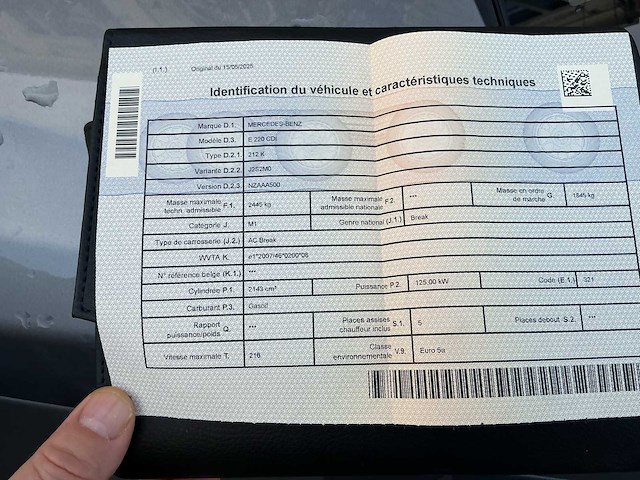 (I.1.) Original du 15/05/2025
Identification du véhicule et caractéristiques techniques
Marque D.1. MERCEDES-BENZ
Modèle D.3. E 220 CDI
Type D.2.1. 212 K
Variante D.2.2. J2S2M0
Version D.2.3. NZAAA500
Masse maximale techn. admissible F.1. 2445 kg Masse maximale admissible nationale F.2. *** Masse en ordre de marche G 1845 kg
Catégorie J. M1 Genre national (J.1.) Break
Type de carrosserie (J.2.) AC Break
WVTA K. e1*2007/46*0200*08
N° référence belge (K.1.) ***
Cylindrée P.1. 2143 cm³ Puissance P.2. 125,00 kW Code (E.1.) 321
Carburant P.3. Gasoil
Rapport puissance/poids Q. *** Places assises chauffeur inclus S.1. 5 Places debout S.2. ***
Vitesse maximale T. 216 Classe environnementale V.9. Euro 5a